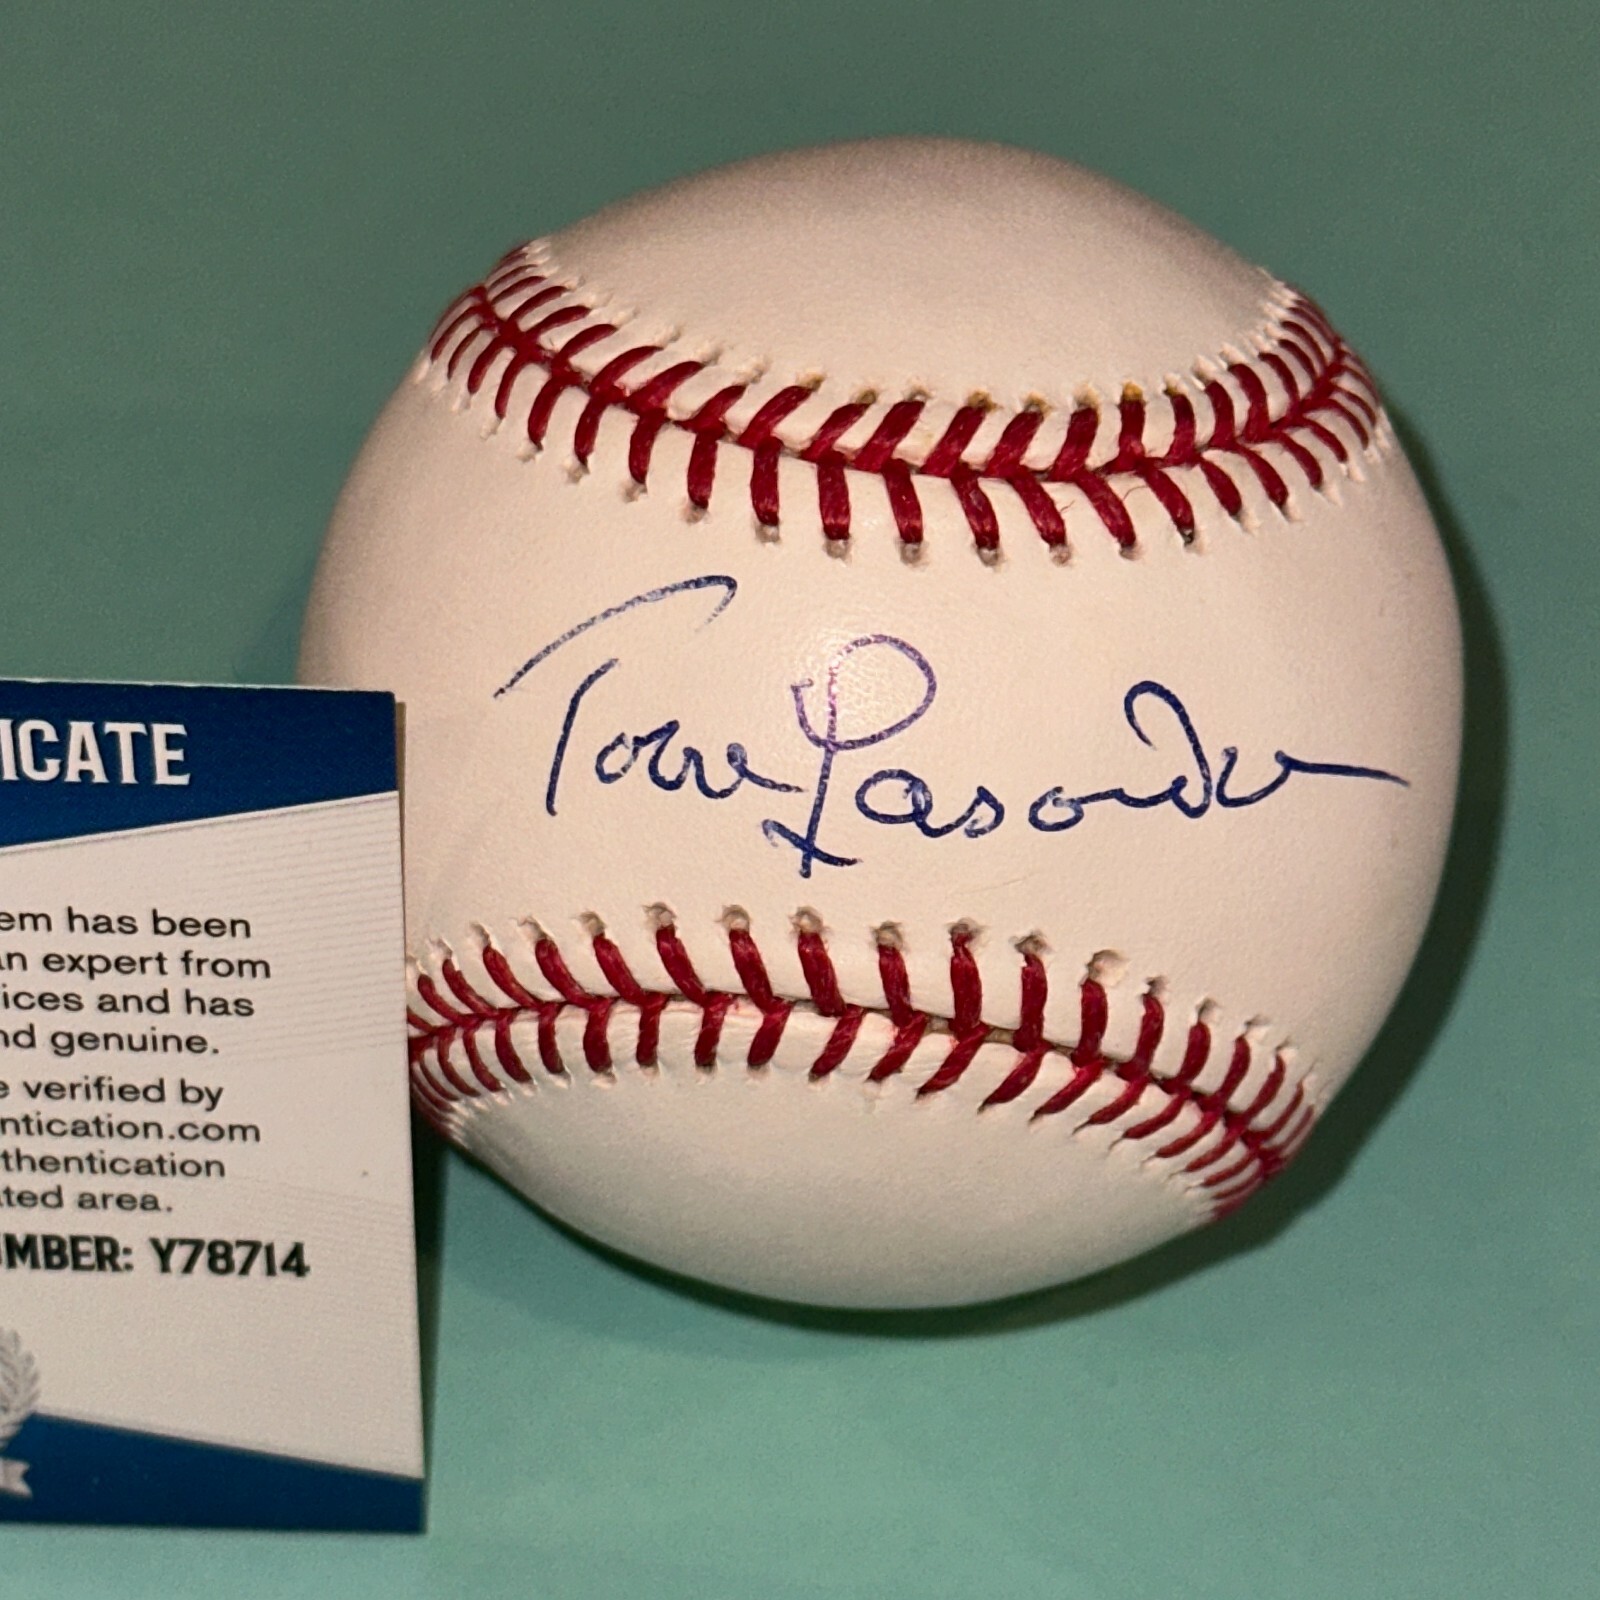 ICATE
em has been
an expert from
ices and has
nd genuine.
e verified by
ntication.com
thentication
ated area.
UMBER: Y78714
Tom Lasorda